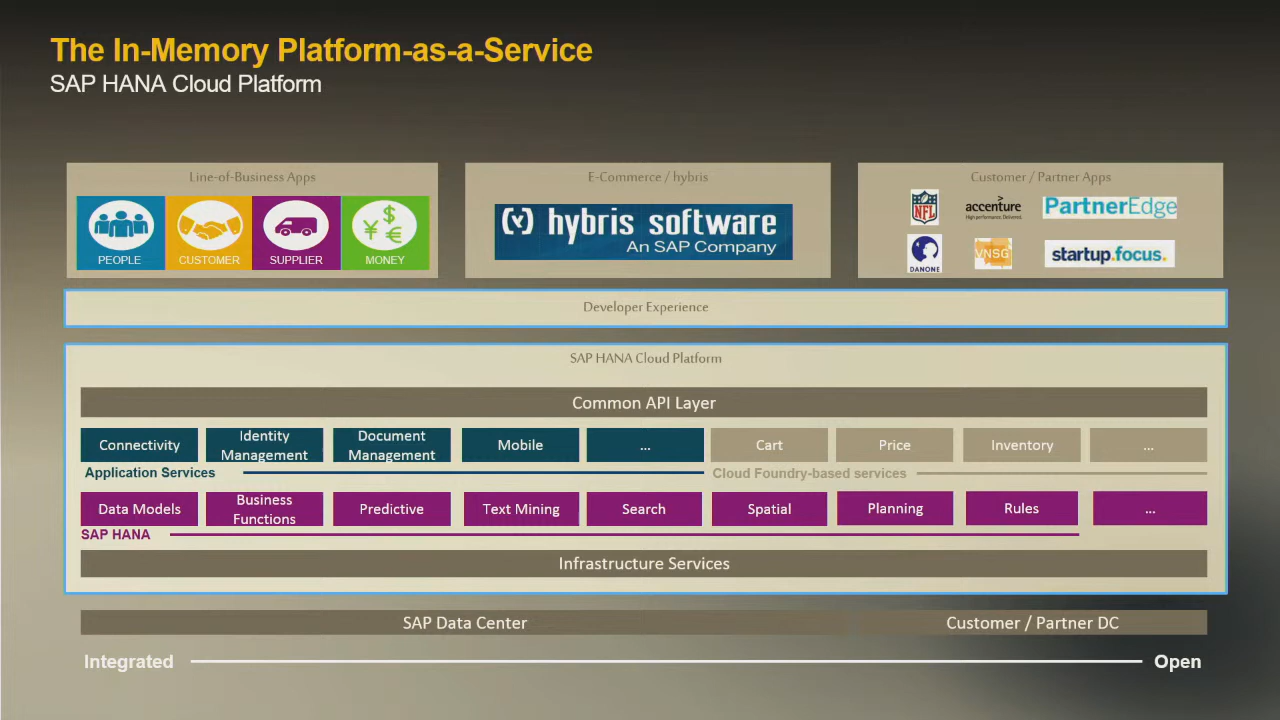 The In-Memory Platform-as-a-Service
SAP HANA Cloud Platform
Line-of-Business Apps
PEOPLE
CUSTOMER
SUPPLIER
MONEY
E-Commerce / hybris
(x) hybris software
An SAP Company
Customer / Partner Apps
NFL
accenture
High performance. Delivered.
PartnerEdge
DANONE
VNSG
startup.focus.
Developer Experience
SAP HANA Cloud Platform
Common API Layer
Connectivity
Identity
Management
Document
Management
Mobile
...
Cart
Price
Inventory
...
Application Services
Cloud Foundry-based services
Data Models
Business
Functions
Predictive
Text Mining
Search
Spatial
Planning
Rules
...
SAP HANA
Infrastructure Services
SAP Data Center
Customer / Partner DC
Integrated
Open